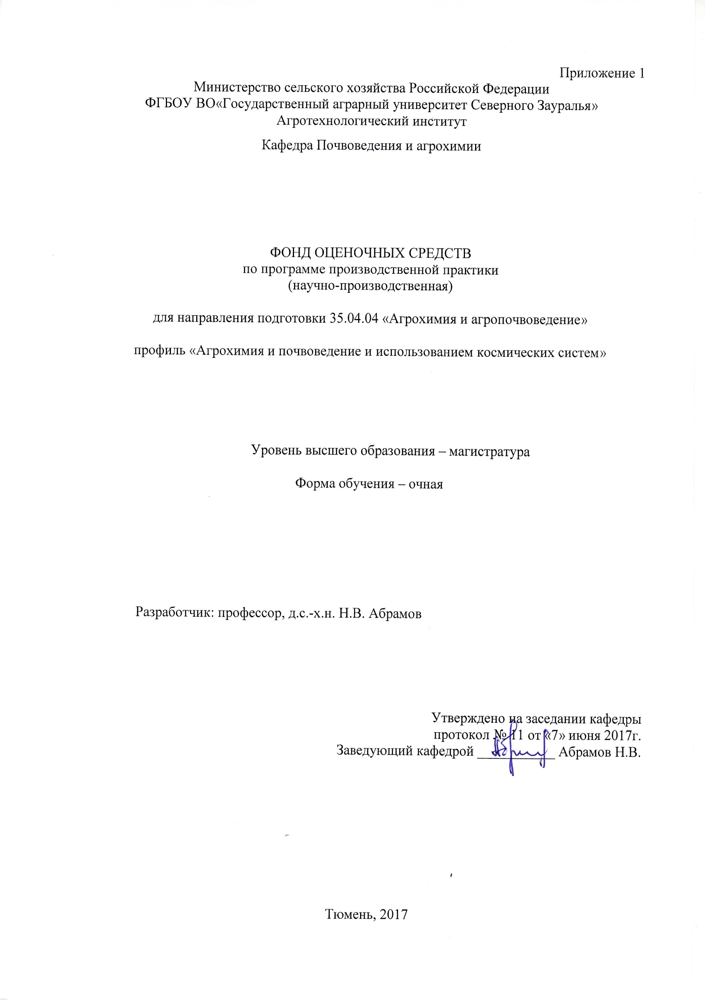 Приложение 1
Министерство сельского хозяйства Российской Федерации
ФГБОУ ВО«Государственный аграрный университет Северного Зауралья»
Агротехнологический институт
Кафедра Почвоведения и агрохимии
ФОНД ОЦЕНОЧНЫХ СРЕДСТВ
по программе производственной практики
(научно-производственная)
для направления подготовки 35.04.04 «Агрохимия и агропочвоведение»
профиль «Агрохимия и почвоведение и использованием космических систем»
Уровень высшего образования – магистратура
Форма обучения – очная
Разработчик: профессор, д.с.-х.н. Н.В. Абрамов
Утверждено на заседании кафедры
протокол № 11 от «7» июня 2017г.
Заведующий кафедрой ___________ Абрамов Н.В.
Тюмень, 2017